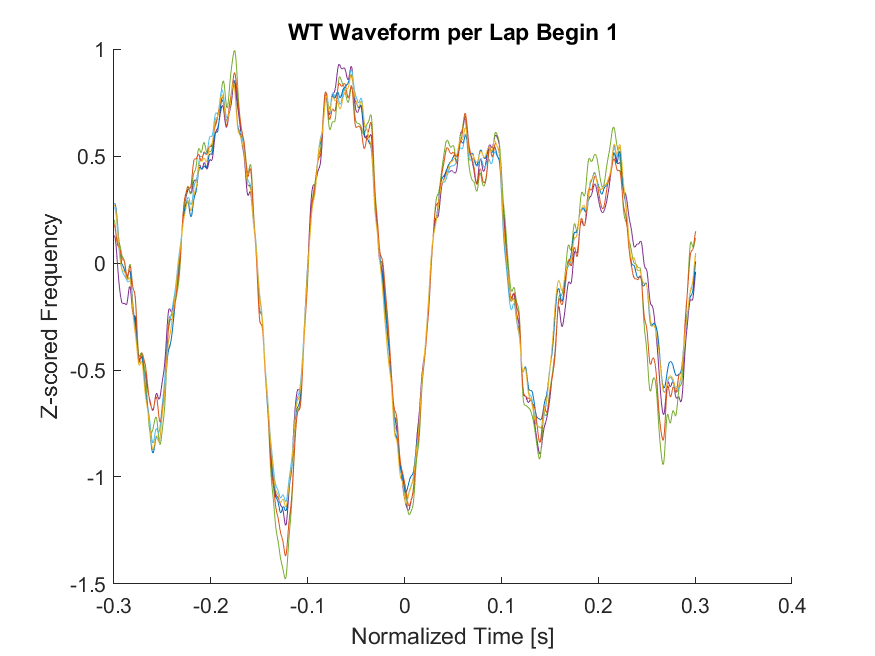 WT Waveform per Lap Begin 1
1
0.5
0
-0.5
-1
-1.5
Z-scored Frequency
-0.3 -0.2 -0.1 0 0.1 0.2 0.3 0.4
Normalized Time [s]